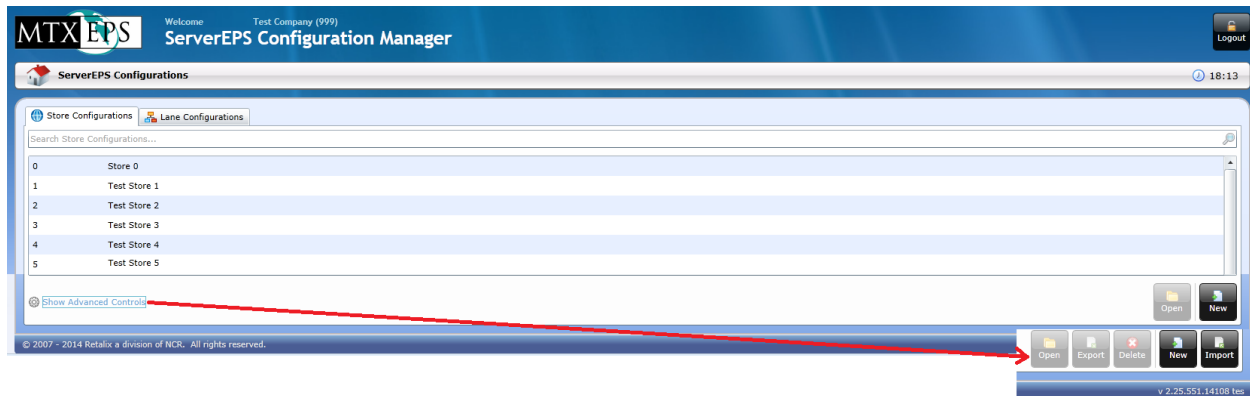 MTX EPS
Welcome Test Company (999)
ServerEPS Configuration Manager
Logout
ServerEPS Configurations
18:13
Store Configurations
Lane Configurations
Search Store Configurations...
0 Store 0
1 Test Store 1
2 Test Store 2
3 Test Store 3
4 Test Store 4
5 Test Store 5
Show Advanced Controls
Open New
© 2007 - 2014 Retalix a division of NCR. All rights reserved.
Open Export Delete New Import
v 2.25.551.14108 tes